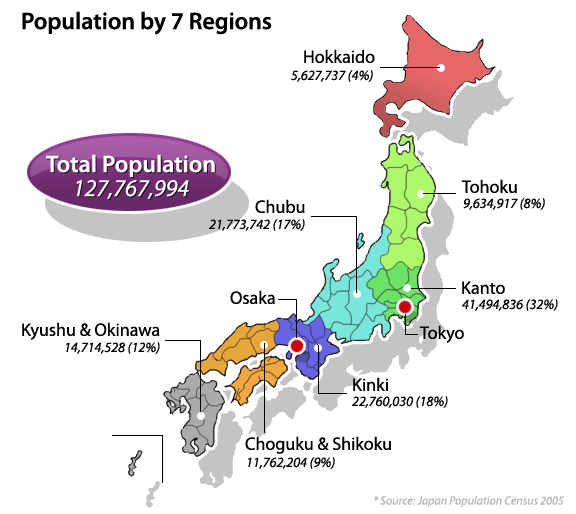 Population by 7 Regions
Hokkaido
5,627,737 (4%)
Total Population
127,767,994
Tohoku
9,634,917 (8%)
Chubu
21,773,742 (17%)
Kanto
41,494,836 (32%)
Osaka
Tokyo
Kyushu & Okinawa
14,714,528 (12%)
Kinki
22,760,030 (18%)
Choguku & Shikoku
11,762,204 (9%)
* Source: Japan Population Census 2005